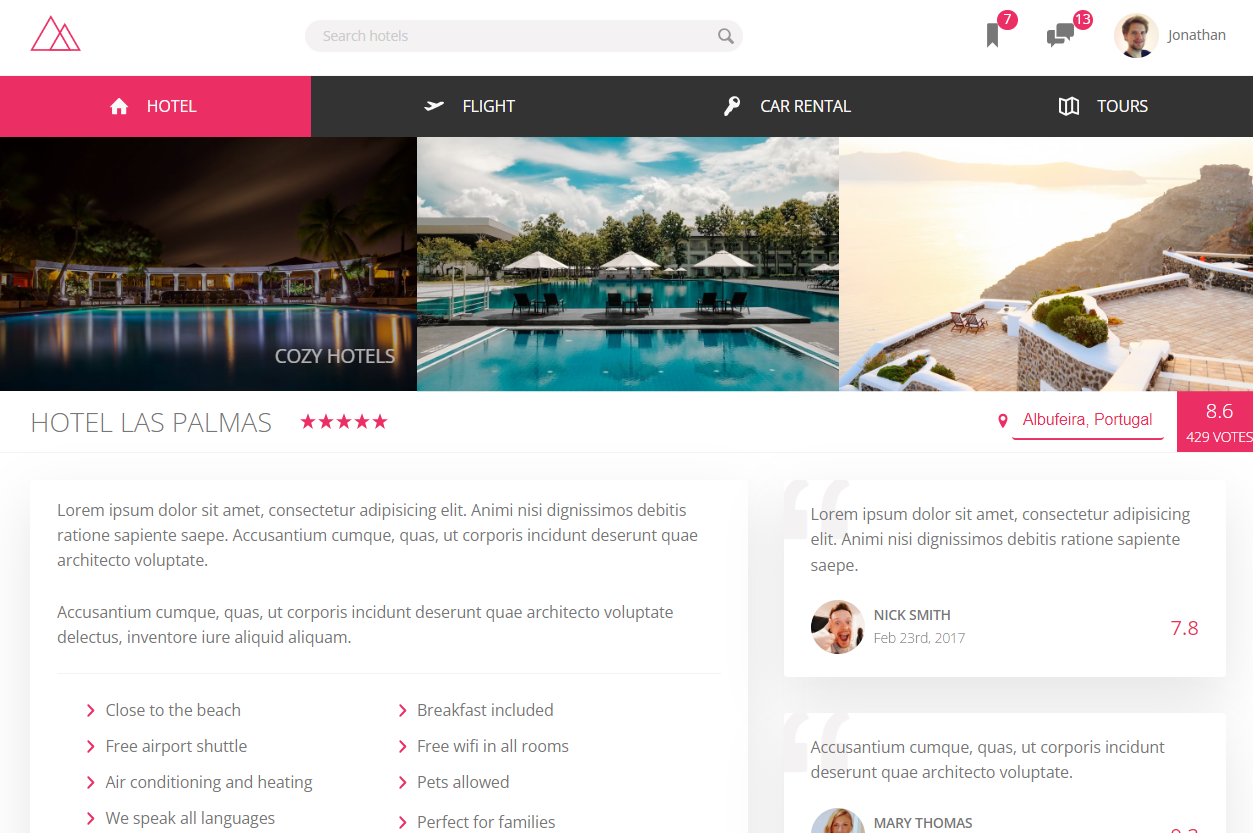 Search hotels
7
13
Jonathan
HOTEL
FLIGHT
CAR RENTAL
TOURS
COZY HOTELS
HOTEL LAS PALMAS
Albufeira, Portugal
8.6
429 VOTES
Lorem ipsum dolor sit amet, consectetur adipisicing elit. Animi nisi dignissimos debitis
ratione sapiente saepe. Accusantium cumque, quas, ut corporis incidunt deserunt quae
architecto voluptate.
Accusantium cumque, quas, ut corporis incidunt deserunt quae architecto voluptate
delectus, inventore iure aliquid aliquam.
Close to the beach
Free airport shuttle
Air conditioning and heating
We speak all languages
Breakfast included
Free wifi in all rooms
Pets allowed
Perfect for families
Lorem ipsum dolor sit amet, consectetur adipisicing
elit. Animi nisi dignissimos debitis ratione sapiente
saepe.
NICK SMITH
Feb 23rd, 2017
7.8
Accusantium cumque, quas, ut corporis incidunt
deserunt quae architecto voluptate.
MARY THOMAS